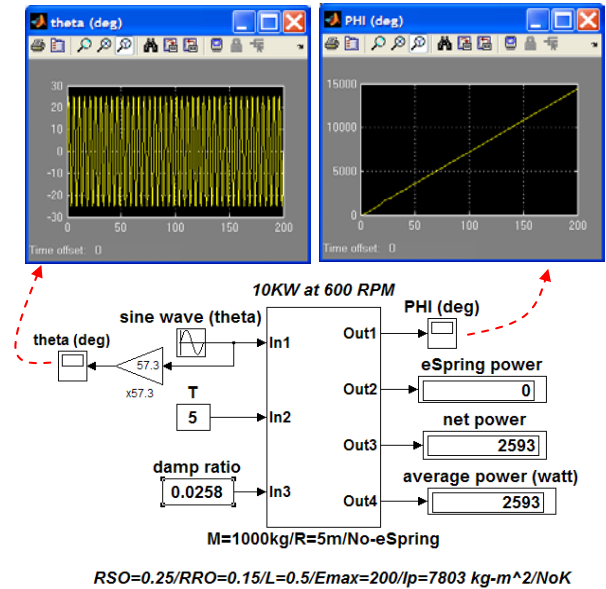 theta (deg)
PHI (deg)
30
20
10
0
-10
-20
-30
0
50
100
150
200
Time offset: 0
15000
10000
5000
0
0
50
100
150
200
Time offset: 0
10KW at 600 RPM
sine wave (theta)
PHI (deg)
theta (deg)
57.3
x57.3
In1
Out1
eSpring power
Out2
0
T
5
In2
net power
Out3
2593
damp ratio
0.0258
In3
average power (watt)
Out4
2593
M=1000kg/R=5m/No-eSpring
RSO=0.25/RRO=0.15/L=0.5/Emax=200/Ip=7803 kg-m^2/NoK